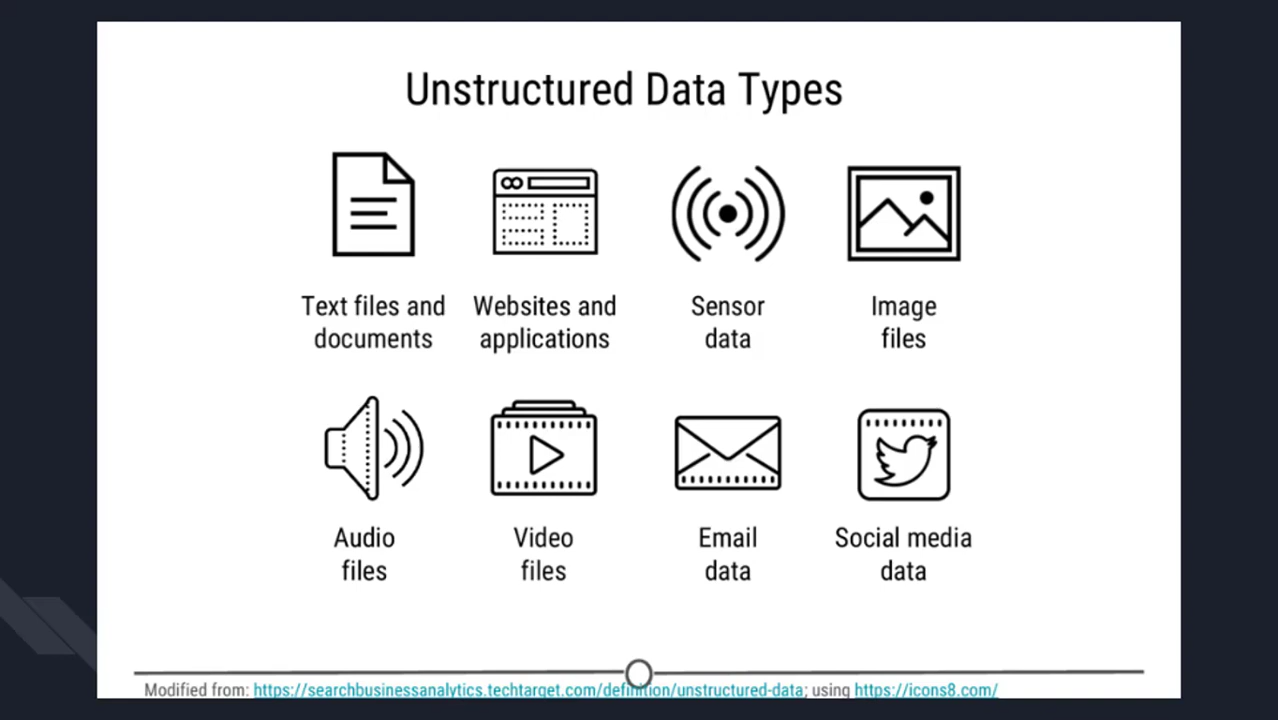 Unstructured Data Types
Text files and
documents
Websites and
applications
Sensor
data
Image
files
Audio
files
Video
files
Email
data
Social media
data
Modified from: https://searchbusinessanalytics.techtarget.com/definition/unstructured-data; using https://icons8.com/